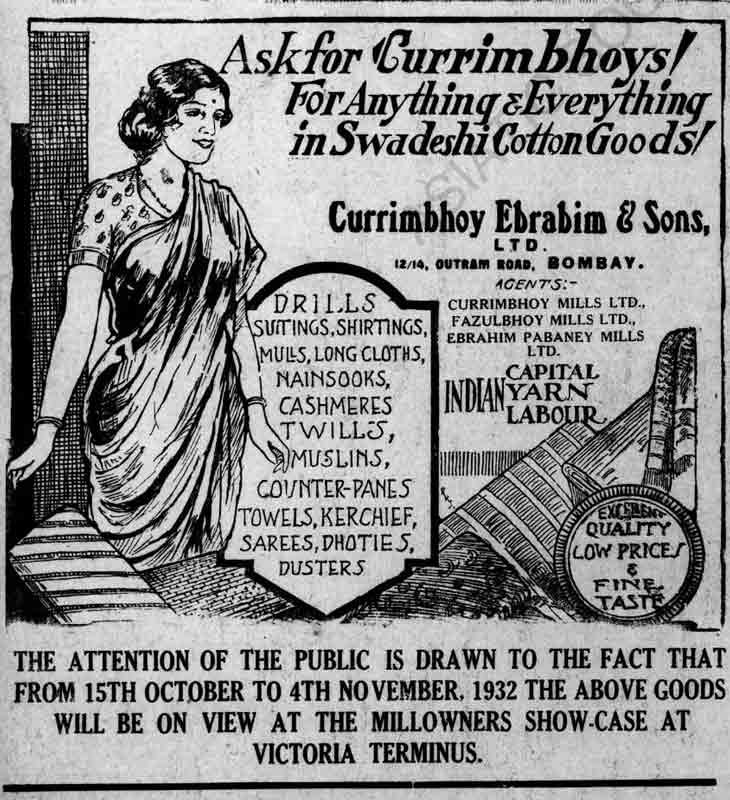 Ask for Currimbhoys!
For Anything & Everything
in Swadeshi Cotton Goods!
Currimbhoy Ebrahim & Sons,
LTD.
12/14, OUTRAM ROAD, BOMBAY.
AGENTS:-
CURRIMBHOY MILLS LTD.,
FAZULBHOY MILLS LTD.,
EBRAHIM PABANEY MILLS
LTD.
INDIAN CAPITAL
YARN
LABOUR
DRILLS
SUITINGS, SHIRTINGS,
MULLS, LONG CLOTHS,
NAINSOOKS,
CASHMERES
TWILLS,
MUSLINS,
COUNTER-PANES
TOWELS, KERCHIEF,
SAREES, DHOTIES,
DUSTERS
EXCELLENT
QUALITY
LOW PRICES
&
FINE
TASTE
THE ATTENTION OF THE PUBLIC IS DRAWN TO THE FACT THAT
FROM 15TH OCTOBER TO 4TH NOVEMBER, 1932 THE ABOVE GOODS
WILL BE ON VIEW AT THE MILLOWNERS SHOW-CASE AT
VICTORIA TERMINUS.